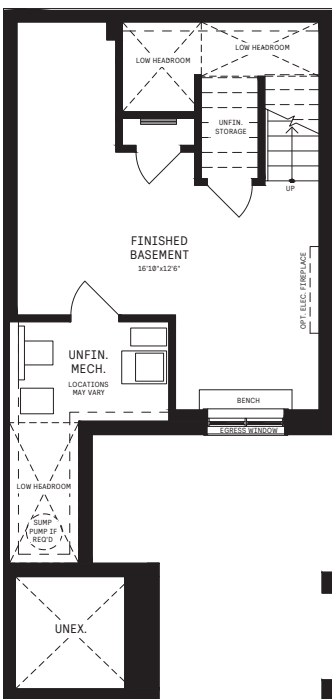 LOW HEADROOM
LOW HEADROOM
UNFIN.
STORAGE
UP
FINISHED
BASEMENT
16'10"x12'6"
OPT. ELEC. FIREPLACE
UNFIN.
MECH.
LOCATIONS
MAY VARY
BENCH
EGRESS WINDOW
LOW HEADROOM
SUMP
PUMP IF
REQ'D
UNEX.